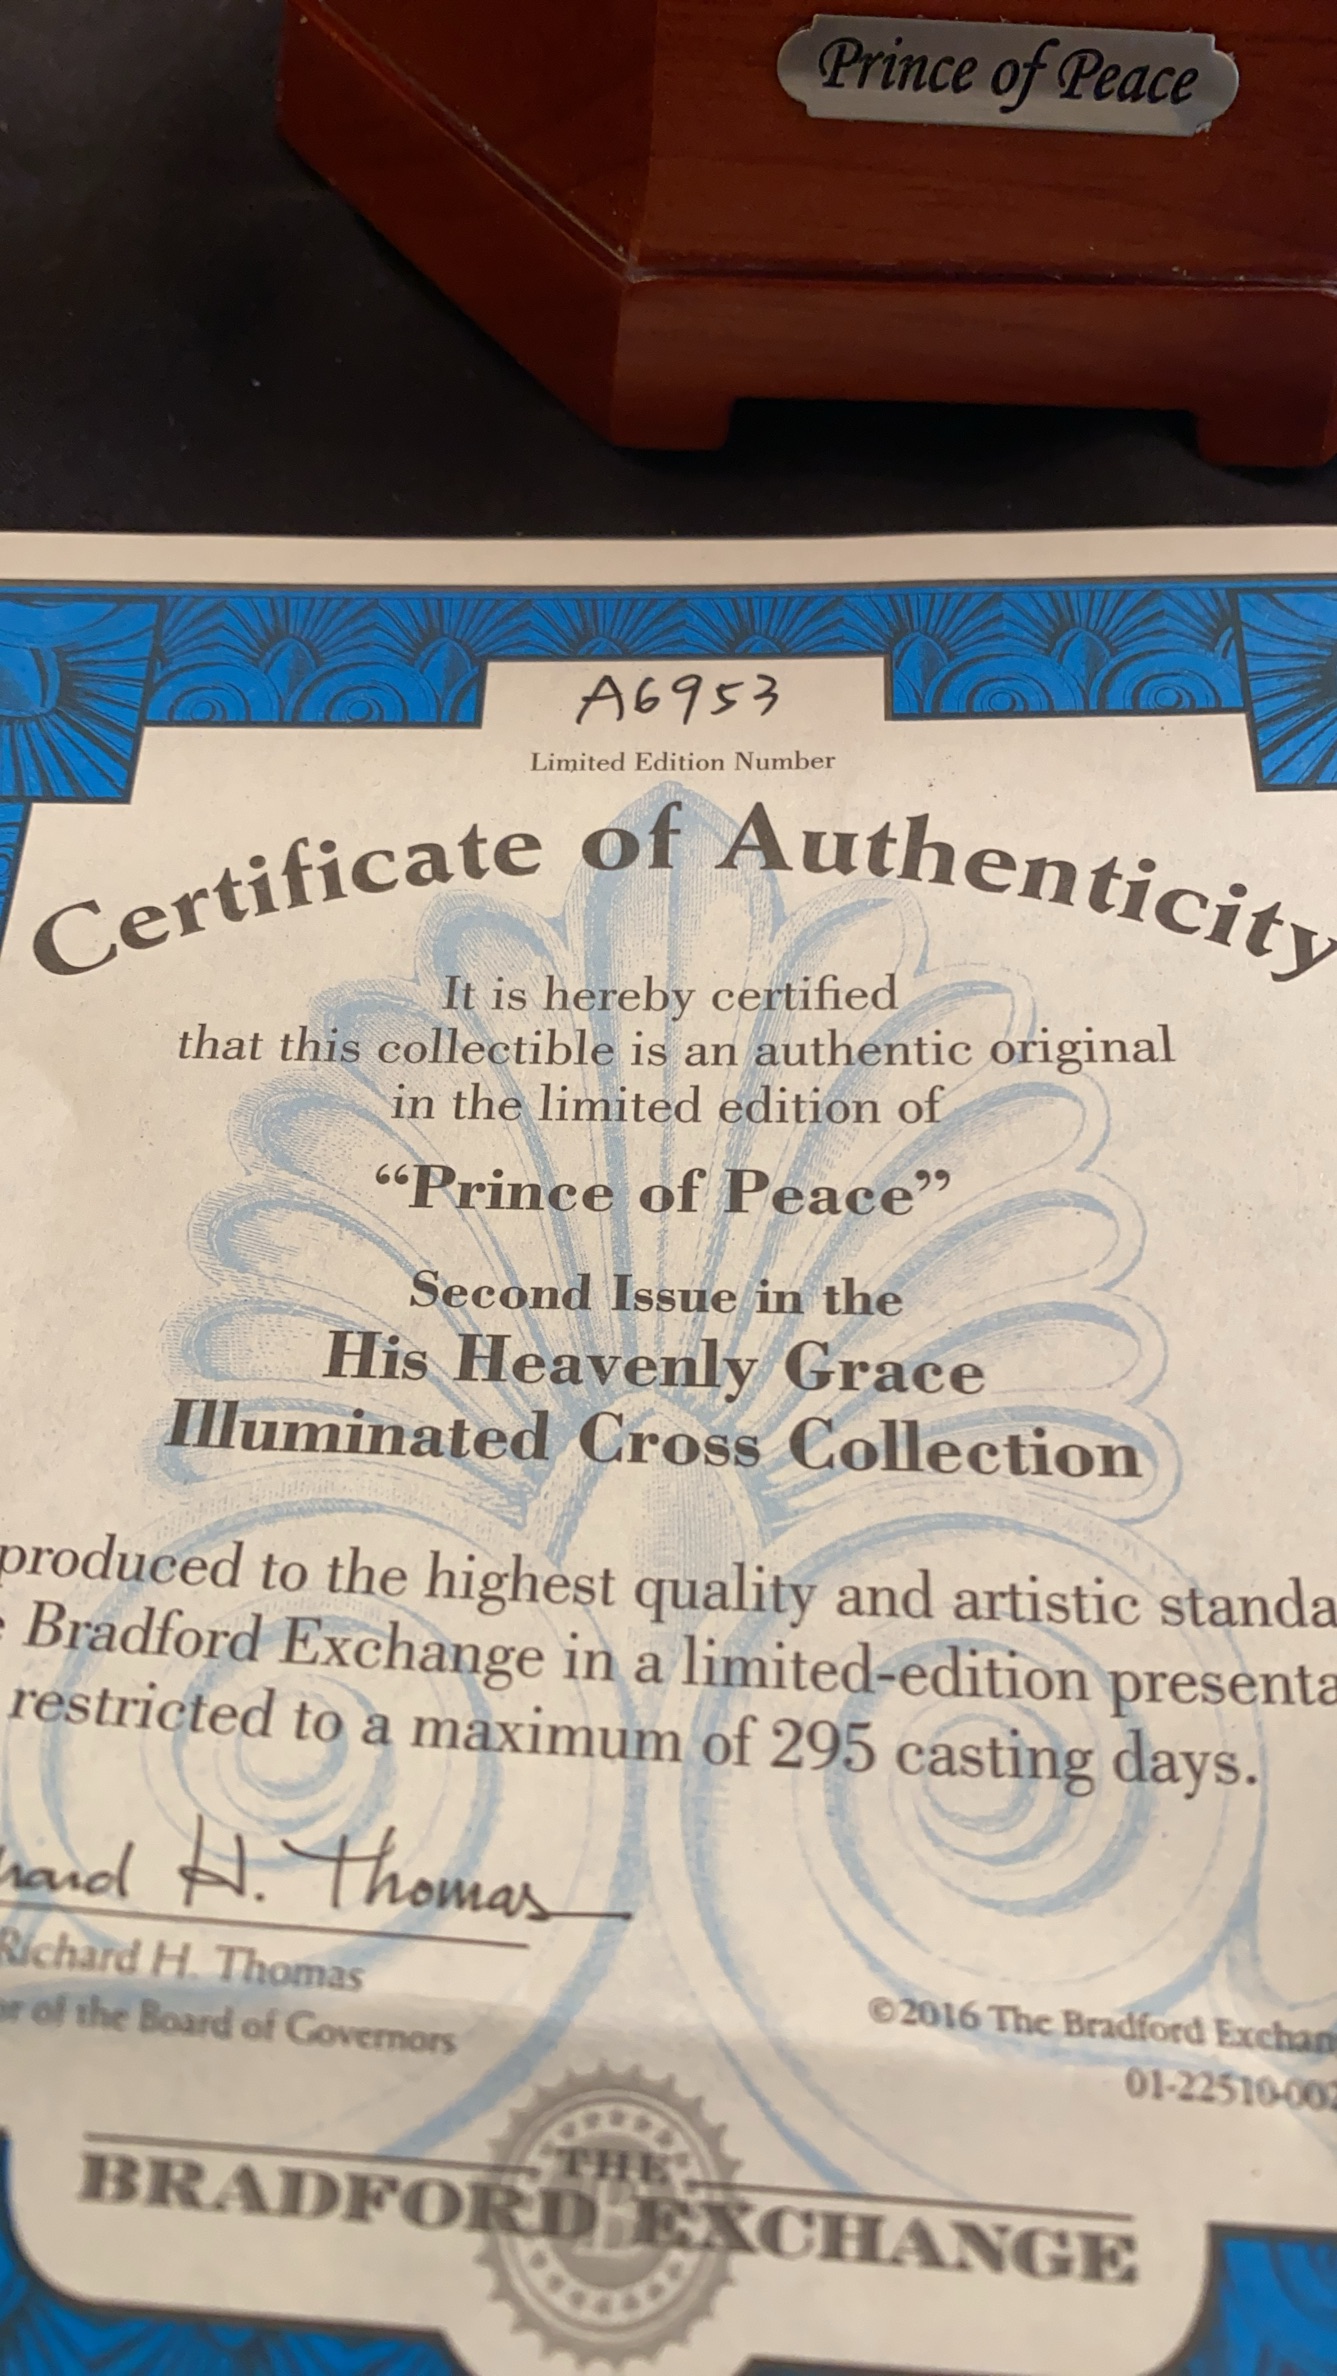 Prince of Peace
A6953
Limited Edition Number
Certificate of Authenticity
It is hereby certified
that this collectible is an authentic original
in the limited edition of
“Prince of Peace”
Second Issue in the
His Heavenly Grace
Illuminated Cross Collection
produced to the highest quality and artistic
Bradford Exchange in a limited-edition
restricted to a maximum of 295 casting days.
H. Thomas
Richard H. Thomas
of the Board of Governors
©2016 The Bradford
01-22510-00
THE
BRADFORD EXCHANGE